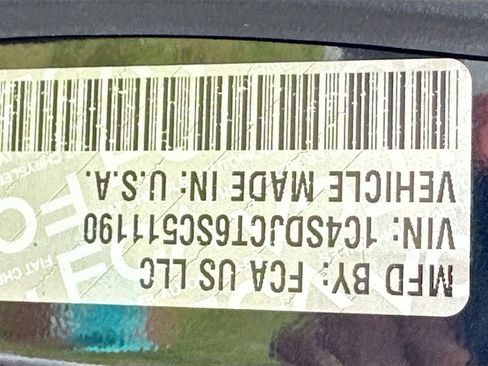 MFD BY: FCA US LLC
VIN: 1C4SDJCT6SC511190
VEHICLE MADE IN: U.S.A.